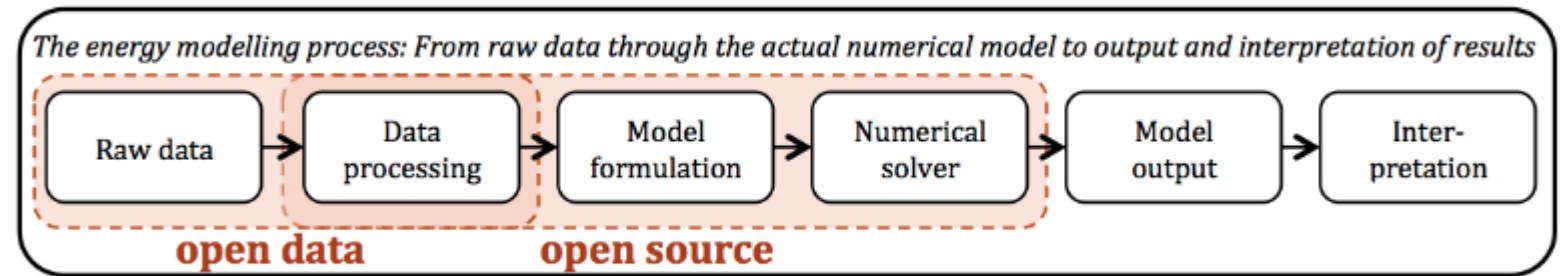 The energy modelling process: From raw data through the actual numerical model to output and interpretation of results
Raw data
Data
processing
Model
formulation
Numerical
solver
Model
output
Inter-
pretation
open data
open source